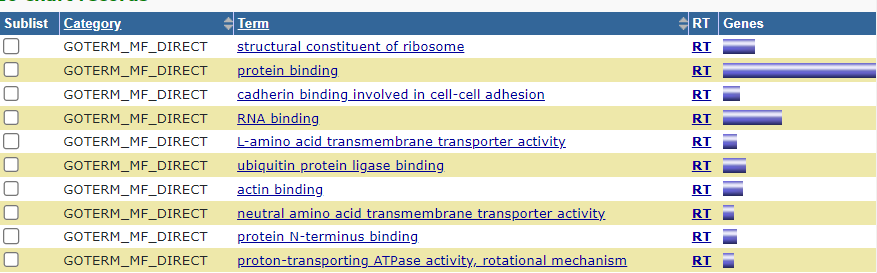 Sublist Category Term RT Genes
GOTERM_MF_DIRECT structural constituent of ribosome RT
GOTERM_MF_DIRECT protein binding RT
GOTERM_MF_DIRECT cadherin binding involved in cell-cell adhesion RT
GOTERM_MF_DIRECT RNA binding RT
GOTERM_MF_DIRECT L-amino acid transmembrane transporter activity RT
GOTERM_MF_DIRECT ubiquitin protein ligase binding RT
GOTERM_MF_DIRECT actin binding RT
GOTERM_MF_DIRECT neutral amino acid transmembrane transporter activity RT
GOTERM_MF_DIRECT protein N-terminus binding RT
GOTERM_MF_DIRECT proton-transporting ATPase activity, rotational mechanism RT